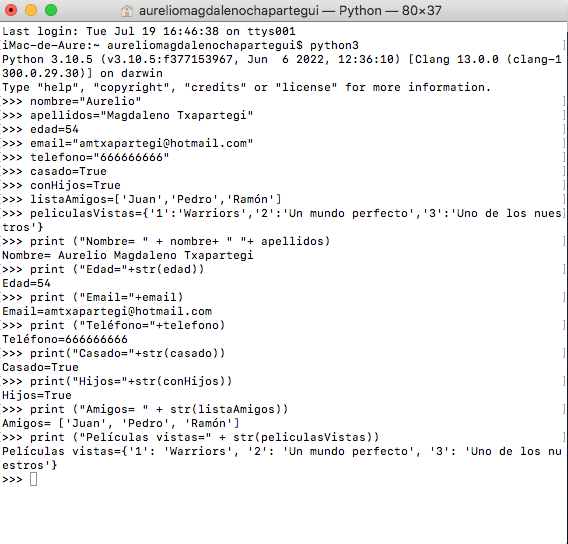 aureliomagdalenochapartegui — Python — 80×37
Last login: Tue Jul 19 16:46:38 on ttys001
[iMac-de-Aure:~ aureliomagdalenochapartegui$ python3 ]
Python 3.10.5 (v3.10.5:f377153967, Jun  6 2022, 12:36:10) [Clang 13.0.0 (clang-1
300.0.29.30)] on darwin
Type "help", "copyright", "credits" or "license" for more information.
[>>> nombre="Aurelio" ]
[>>> apellidos="Magdaleno Txapartegi" ]
[>>> edad=54 ]
[>>> email="amtxapartegi@hotmail.com" ]
[>>> telefono="666666666" ]
[>>> casado=True ]
[>>> conHijos=True ]
[>>> listaAmigos=['Juan','Pedro','Ramón'] ]
[>>> peliculasVistas={'1':'Warriors','2':'Un mundo perfecto','3':'Uno de los nues]
tros'}
[>>> print ("Nombre= " + nombre+ " "+ apellidos) ]
Nombre= Aurelio Magdaleno Txapartegi
[>>> print ("Edad="+str(edad)) ]
Edad=54
[>>> print ("Email="+email) ]
Email=amtxapartegi@hotmail.com
[>>> print ("Teléfono="+telefono) ]
Teléfono=666666666
[>>> print("Casado="+str(casado)) ]
Casado=True
[>>> print("Hijos="+str(conHijos)) ]
Hijos=True
[>>> print ("Amigos= " + str(listaAmigos)) ]
Amigos= ['Juan', 'Pedro', 'Ramón']
[>>> print ("Películas vistas=" + str(peliculasVistas)) ]
Películas vistas={'1': 'Warriors', '2': 'Un mundo perfecto', '3': 'Uno de los nu
estros'}
>>>